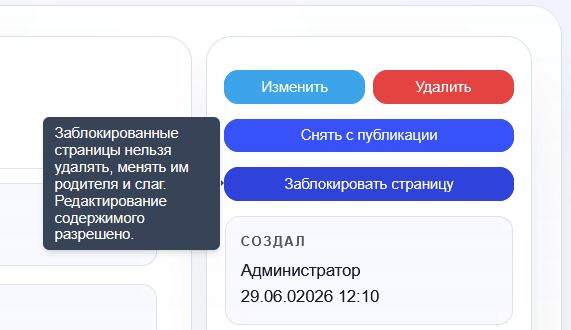 Изменить
Удалить
Снять с публикации
Заблокировать страницу
Заблокированные
страницы нельзя
удалять, менять им
родителя и слаг.
Редактирование
содержимого
разрешено.
СОЗДАЛ
Администратор
29.06.02026 12:10